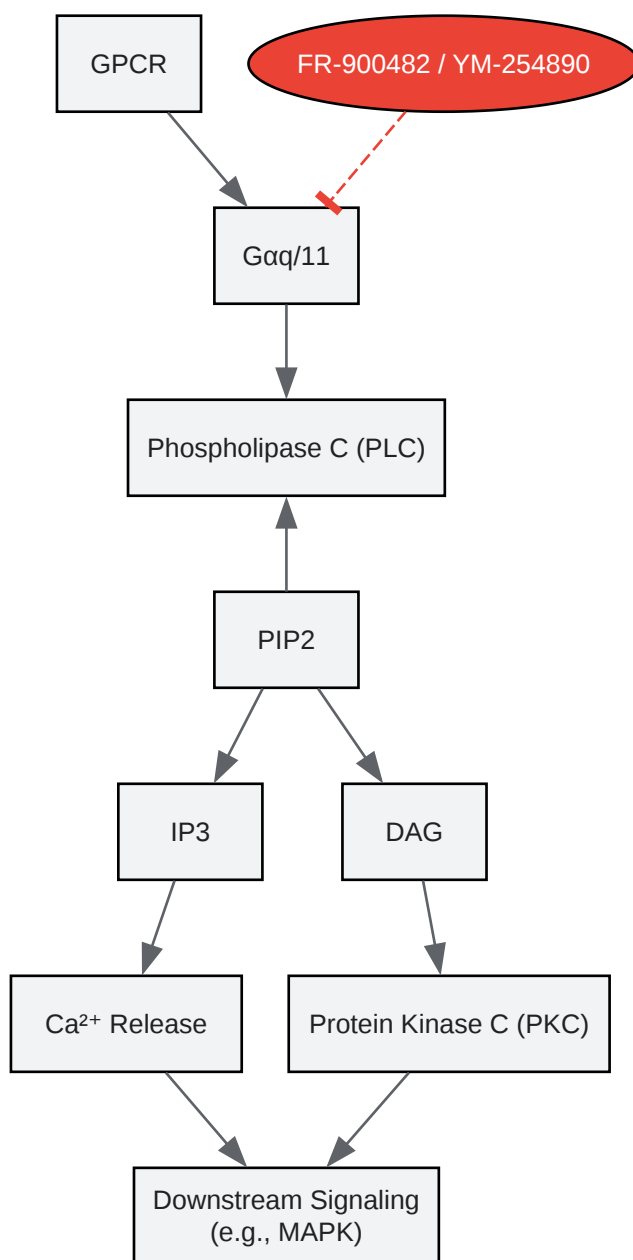 GPCR
FR-900482 / YM-254890
Gαq/11
Phospholipase C (PLC)
PIP2
IP3
DAG
Ca²⁺ Release
Protein Kinase C (PKC)
Downstream Signaling
(e.g., MAPK)